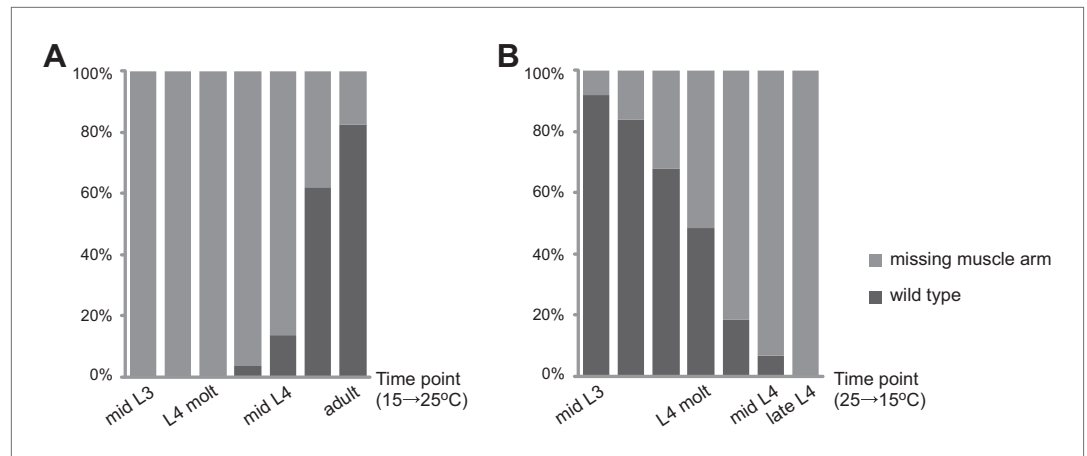 A
100%
80%
60%
40%
20%
0%
mid L3
L4 molt
mid L4
adult
Time point
(15→25ºC)
B
100%
80%
60%
40%
20%
0%
mid L3
L4 molt
mid L4
late L4
Time point
(25→15ºC)
missing muscle arm
wild type